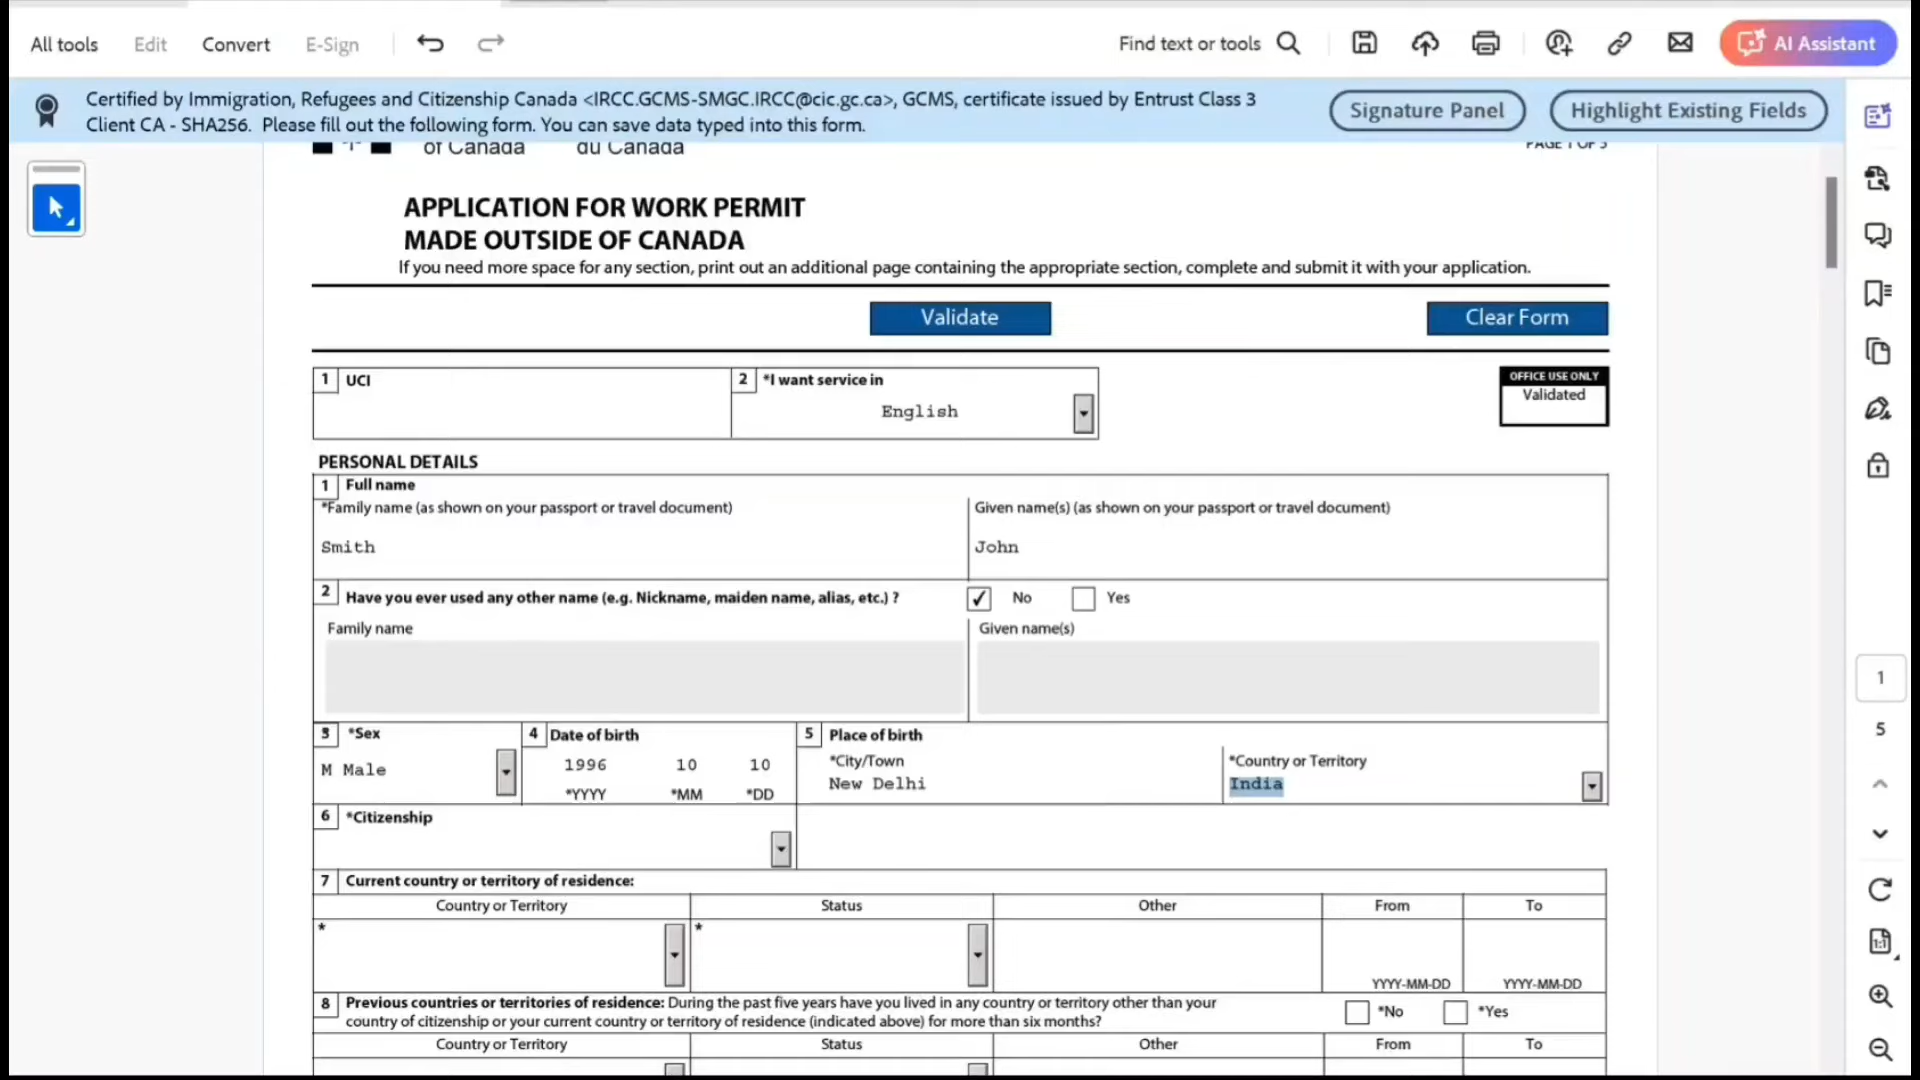 All tools Edit Convert E-Sign Find text or tools AI Assistant
Certified by Immigration, Refugees and Citizenship Canada <IRCC.GCMS-SMGC.IRCC@cic.gc.ca>, GCMS, certificate issued by Entrust Class 3
Client CA - SHA256. Please fill out the following form. You can save data typed into this form.
Signature Panel Highlight Existing Fields
of Canada du Canada PAGE 1 OF 5
APPLICATION FOR WORK PERMIT
MADE OUTSIDE OF CANADA
If you need more space for any section, print out an additional page containing the appropriate section, complete and submit it with your application.
Validate Clear Form
1 UCI 2 *I want service in OFFICE USE ONLY
Validated
English
PERSONAL DETAILS
1 Full name
*Family name (as shown on your passport or travel document) Given name(s) (as shown on your passport or travel document)
Smith John
2 Have you ever used any other name (e.g. Nickname, maiden name, alias, etc.) ? ✓ No Yes
Family name Given name(s)
3 *Sex 4 Date of birth 5 Place of birth
*City/Town *Country or Territory
M Male 1996 10 10 New Delhi India
*YYYY *MM *DD
6 *Citizenship
7 Current country or territory of residence:
Country or Territory Status Other From To
* *
YYYY-MM-DD YYYY-MM-DD
8 Previous countries or territories of residence: During the past five years have you lived in any country or territory other than your
country of citizenship or your current country or territory of residence (indicated above) for more than six months? *No *Yes
Country or Territory Status Other From To
1
5
1:1